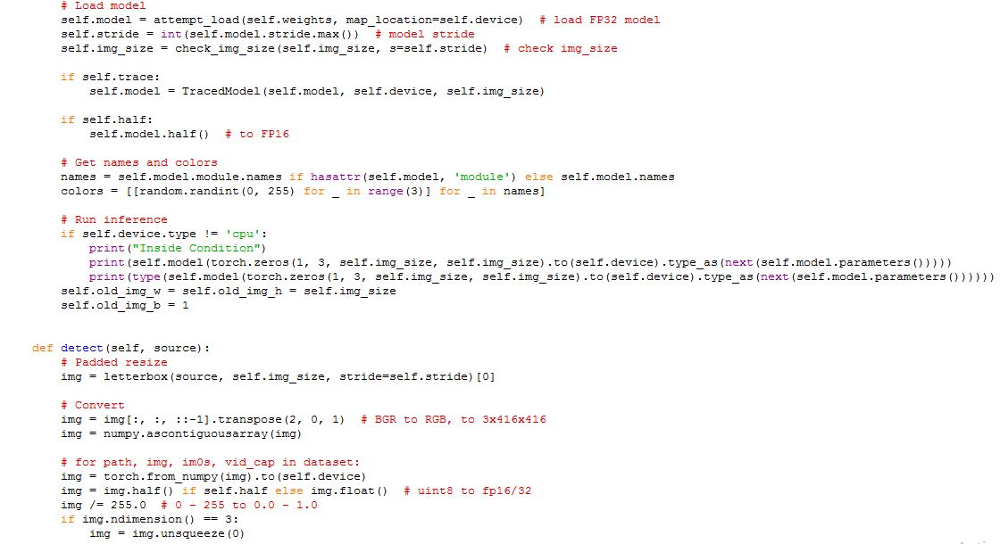 # Load model
self.model = attempt_load(self.weights, map_location=self.device)  # load FP32 model
self.stride = int(self.model.stride.max())  # model stride
self.img_size = check_img_size(self.img_size, s=self.stride)  # check img_size
if self.trace:
self.model = TracedModel(self.model, self.device, self.img_size)
if self.half:
self.model.half()  # to FP16
# Get names and colors
names = self.model.module.names if hasattr(self.model, 'module') else self.model.names
colors = [[random.randint(0, 255) for _ in range(3)] for _ in names]
# Run inference
if self.device.type != 'cpu':
print("Inside Condition")
print(self.model(torch.zeros(1, 3, self.img_size, self.img_size).to(self.device).type_as(next(self.model.parameters()))))
print(type(self.model(torch.zeros(1, 3, self.img_size, self.img_size).to(self.device).type_as(next(self.model.parameters())))))
self.old_img_w = self.old_img_h = self.img_size
self.old_img_b = 1
def detect(self, source):
# Padded resize
img = letterbox(source, self.img_size, stride=self.stride)[0]
# Convert
img = img[:, :, ::-1].transpose(2, 0, 1)  # BGR to RGB, to 3x416x416
img = numpy.ascontiguousarray(img)
# for path, img, im0s, vid_cap in dataset:
img = torch.from_numpy(img).to(self.device)
img = img.half() if self.half else img.float()  # uint8 to fp16/32
img /= 255.0  # 0 - 255 to 0.0 - 1.0
if img.ndimension() == 3:
img = img.unsqueeze(0)